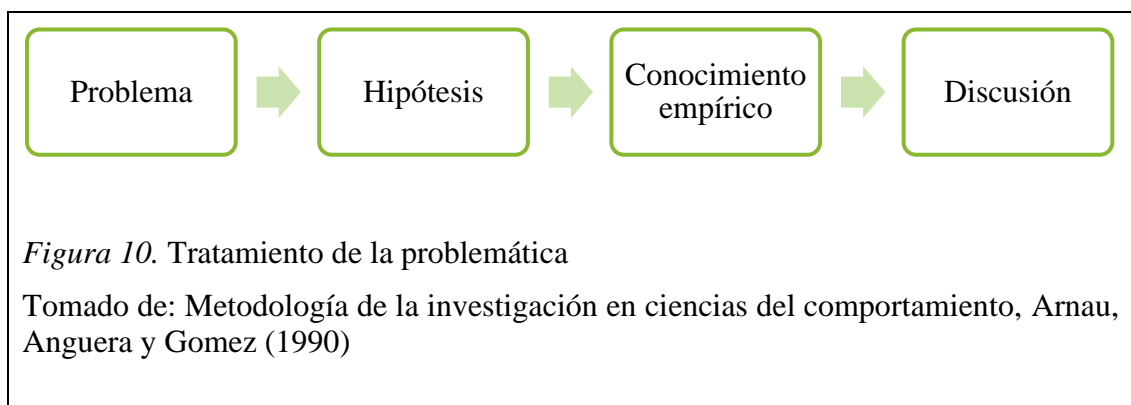 Problema
Hipótesis
Conocimiento
empírico
Discusión
Figura 10. Tratamiento de la problemática
Tomado de: Metodología de la investigación en ciencias del comportamiento, Arnau,
Anguera y Gomez (1990)